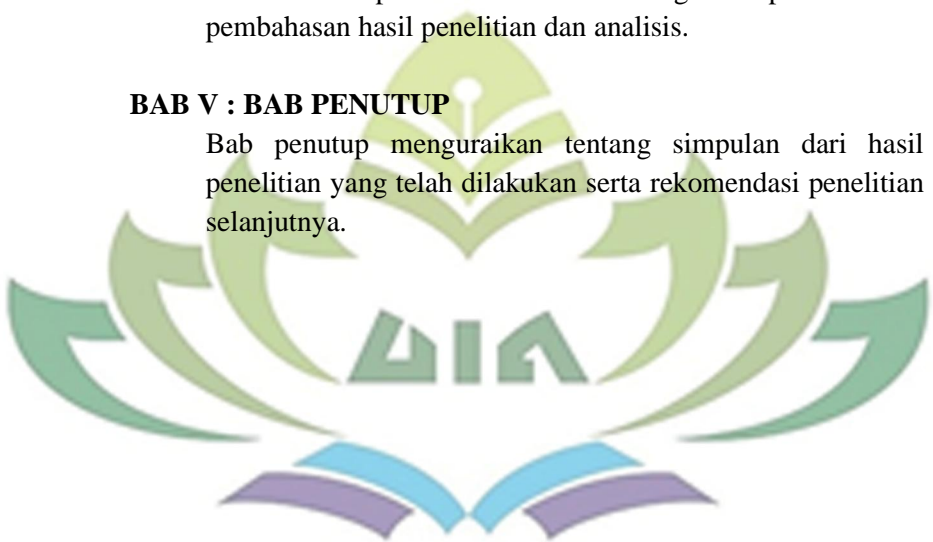 pembahasan hasil penelitian dan analisis.
BAB V : BAB PENUTUP
Bab penutup menguraikan tentang simpulan dari hasil
penelitian yang telah dilakukan serta rekomendasi penelitian
selanjutnya.
UIN